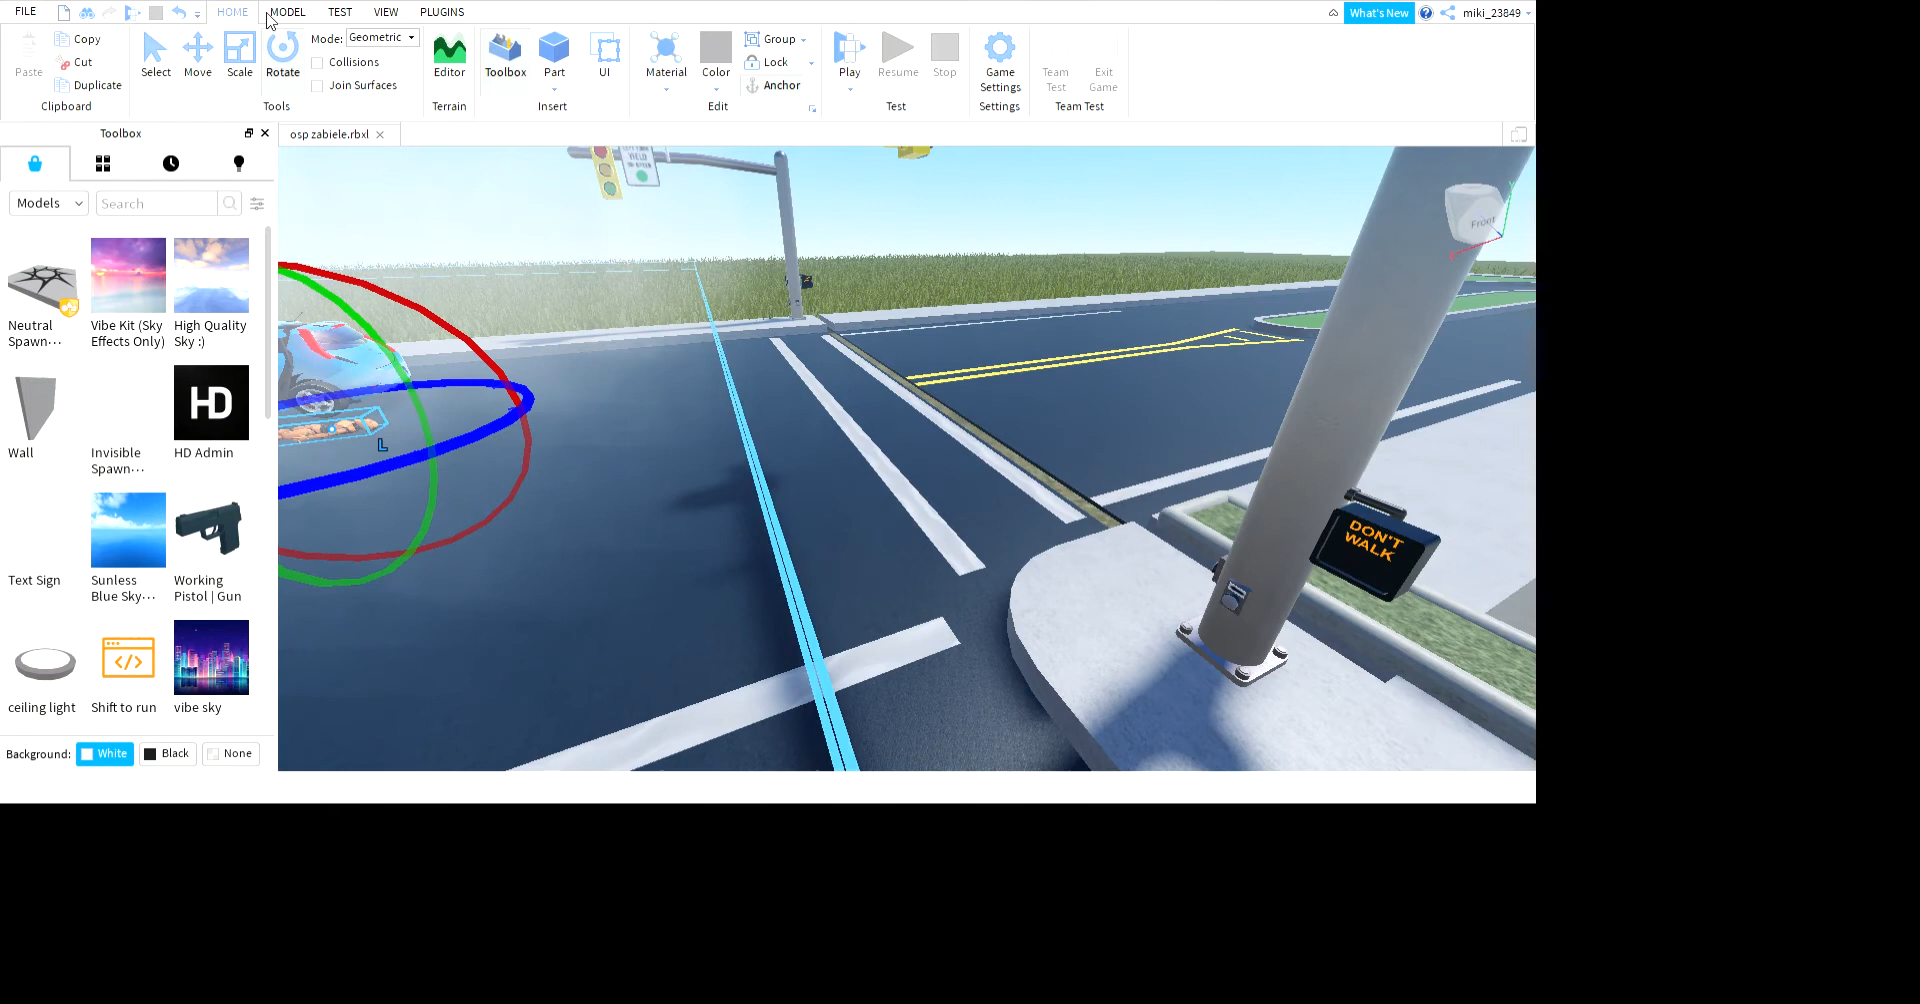 FILE HOME MODEL TEST VIEW PLUGINS What's New miki_23849
Paste Copy Cut Duplicate
Clipboard
Select Move Scale Rotate
Mode: Geometric
Collisions
Join Surfaces
Tools
Editor
Terrain
Toolbox Part UI
Insert
Material Color Group Lock Anchor
Edit
Play Resume Stop
Test
Game Settings
Settings
Team Test Exit Game
Team Test
Toolbox
osp zabiele.rbxl
Models Search
Neutral Spawn...
Vibe Kit (Sky Effects Only)
High Quality Sky :)
Wall
Invisible Spawn...
HD
HD Admin
Text Sign
Sunless Blue Sky...
Working Pistol | Gun
ceiling light
</>
Shift to run
vibe sky
Background: White Black None
YIELD
Front
L
DON'T
WALK